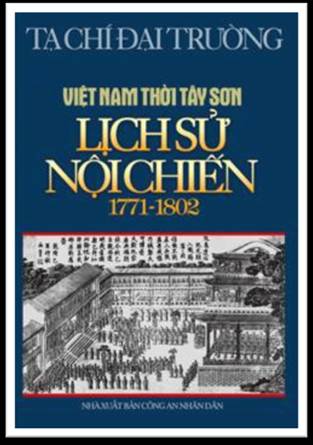 TẠ CHÍ ĐẠI TRƯỜNG
VIỆT NAM THỜI TÂY SƠN
LỊCH SỬ
NỘI CHIẾN
1771-1802
NHÀ XUẤT BẢN CÔNG AN NHÂN DÂN